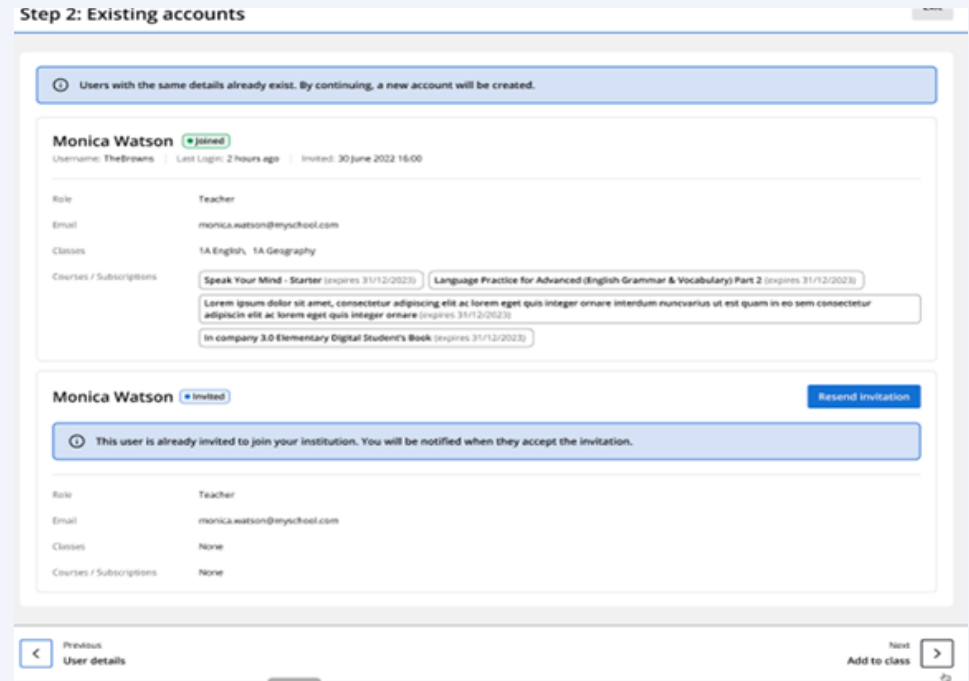 Step 2: Existing accounts
Users with the same details already exist. By continuing, a new account will be created.
Monica Watson Joined
Username: TheBrowns | Last Login: 2 hours ago | Invited: 30 June 2022 16:00
Role Teacher
Email monica.watson@myschool.com
Classes 1A English, 1A Geography
Courses / Subscriptions Speak Your Mind - Starter (expires 31/12/2023) Language Practice for Advanced (English Grammar & Vocabulary) Part 2 (expires 31/12/2023)
Lorem ipsum dolor sit amet, consectetur adipiscing elit ac lorem eget quis integer ornare interdum nuncvarius ut est quam in eo sem consectetur
adipiscin elit ac lorem eget quis integer ornare (expires 31/12/2023)
In company 3.0 Elementary Digital Student's Book (expires 31/12/2023)
Monica Watson Invited Resend invitation
This user is already invited to join your institution. You will be notified when they accept the invitation.
Role Teacher
Email monica.watson@myschool.com
Classes None
Courses / Subscriptions None
Previous Next
User details Add to class